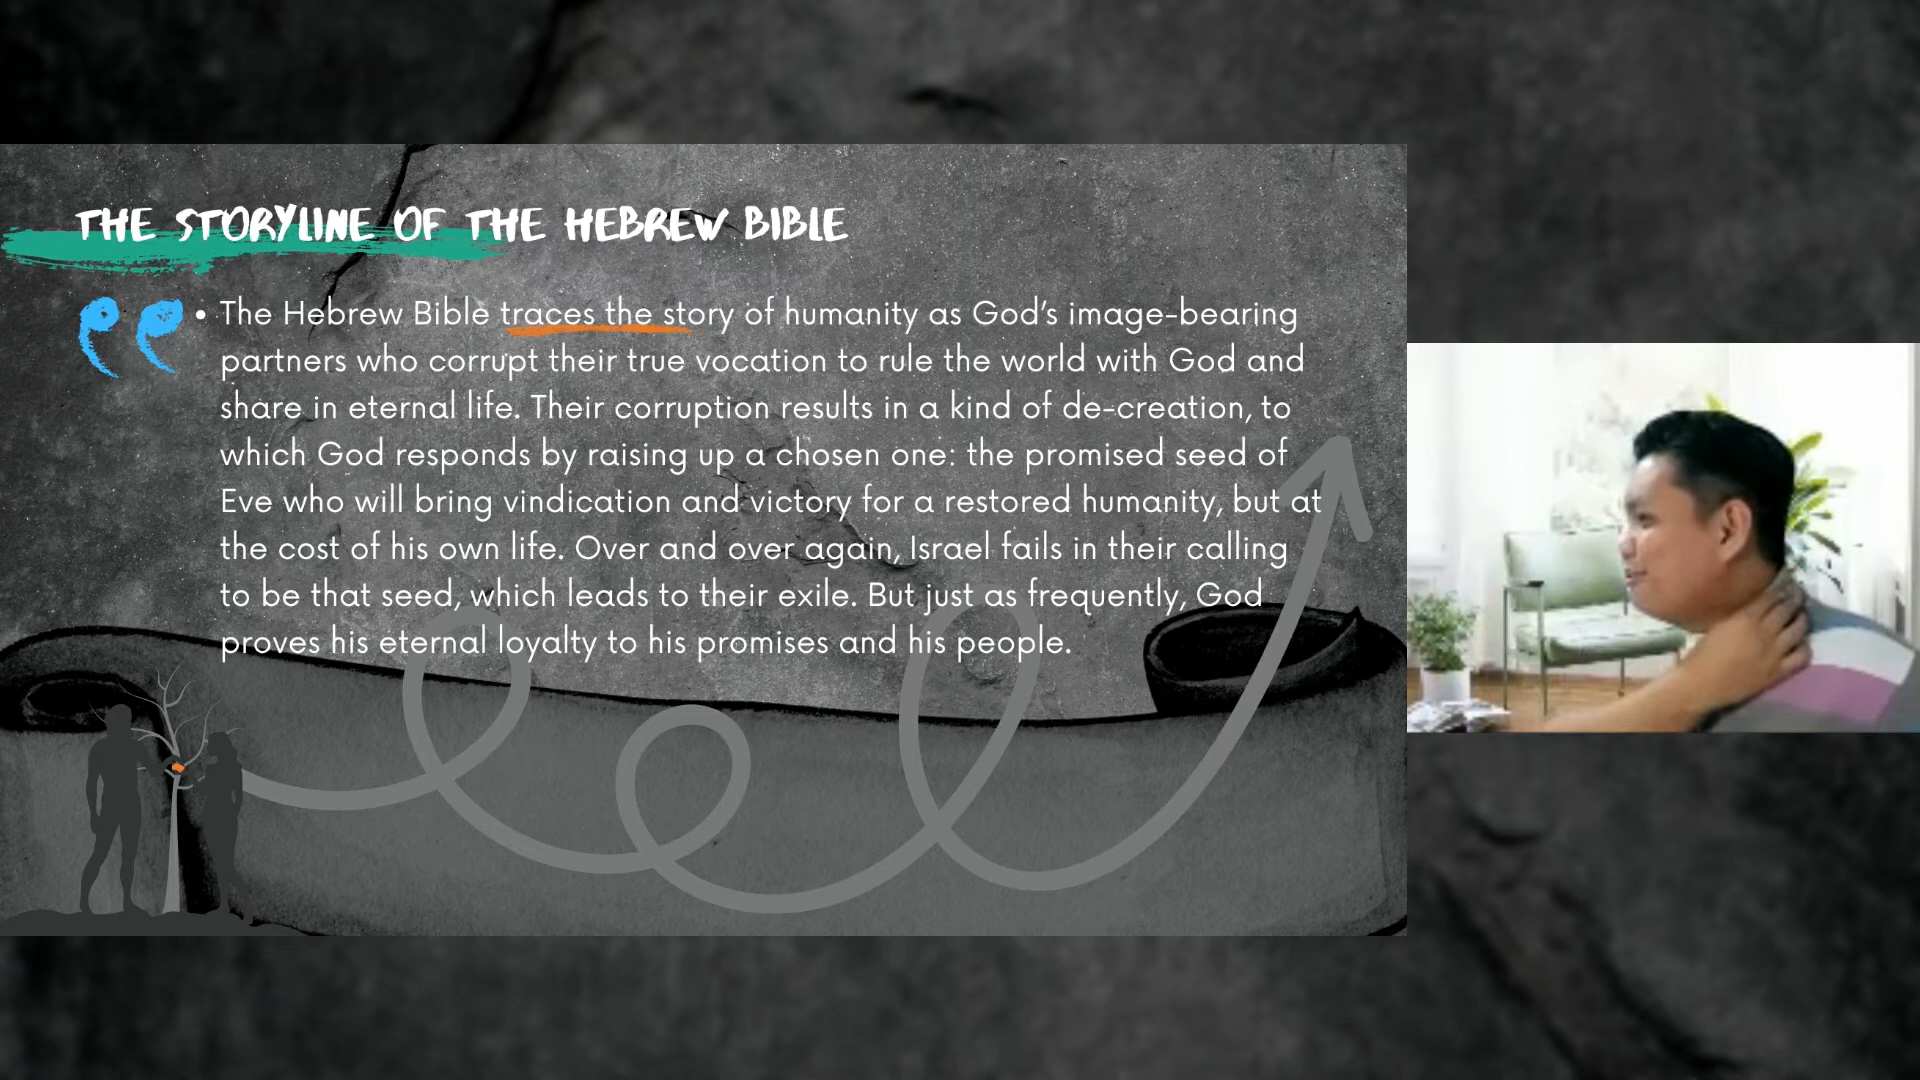 THE STORYLINE OF THE HEBREW BIBLE
• The Hebrew Bible traces the story of humanity as God’s image-bearing
partners who corrupt their true vocation to rule the world with God and
share in eternal life. Their corruption results in a kind of de-creation, to
which God responds by raising up a chosen one: the promised seed of
Eve who will bring vindication and victory for a restored humanity, but at
the cost of his own life. Over and over again, Israel fails in their calling
to be that seed, which leads to their exile. But just as frequently, God
proves his eternal loyalty to his promises and his people.